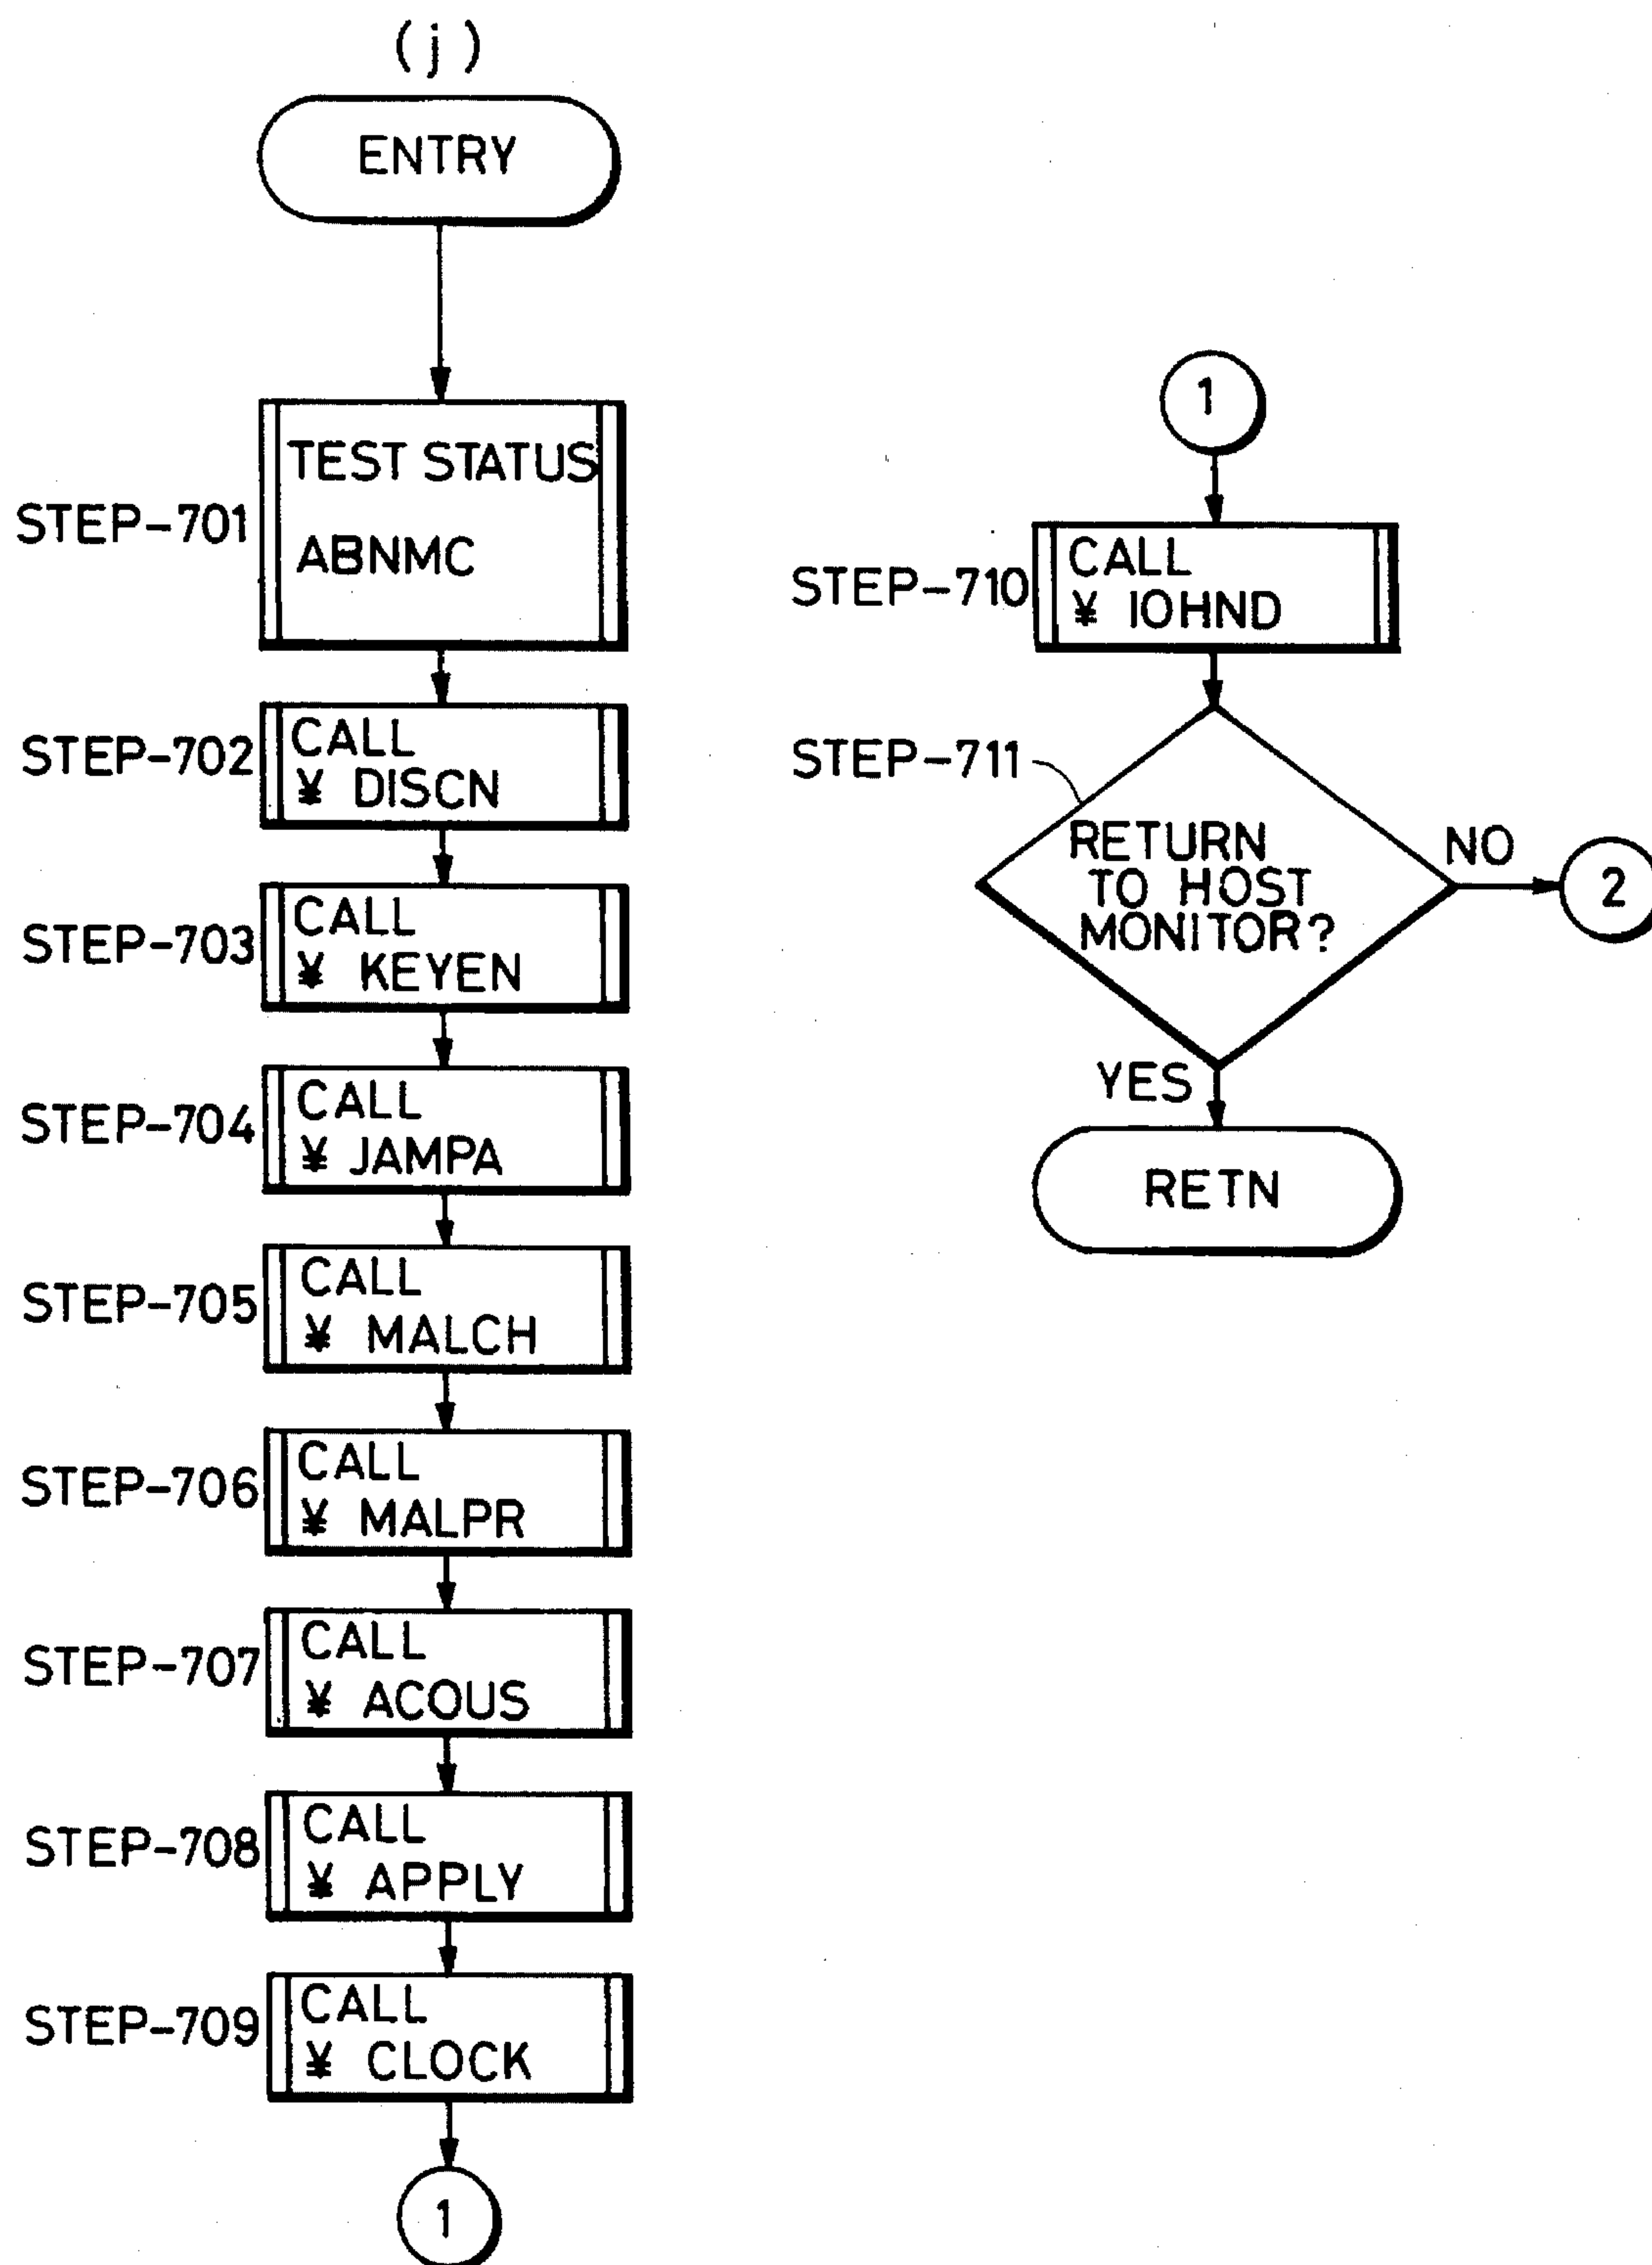 (j)
ENTRY
STEP-701
TEST STATUS
ABNMC
STEP-702
CALL
¥ DISCN
STEP-703
CALL
¥ KEYEN
STEP-704
CALL
¥ JAMPA
STEP-705
CALL
¥ MALCH
STEP-706
CALL
¥ MALPR
STEP-707
CALL
¥ ACOUS
STEP-708
CALL
¥ APPLY
STEP-709
CALL
¥ CLOCK
1
1
STEP-710
CALL
¥ IOHND
STEP-711
RETURN
TO HOST
MONITOR?
NO
2
YES
RETN